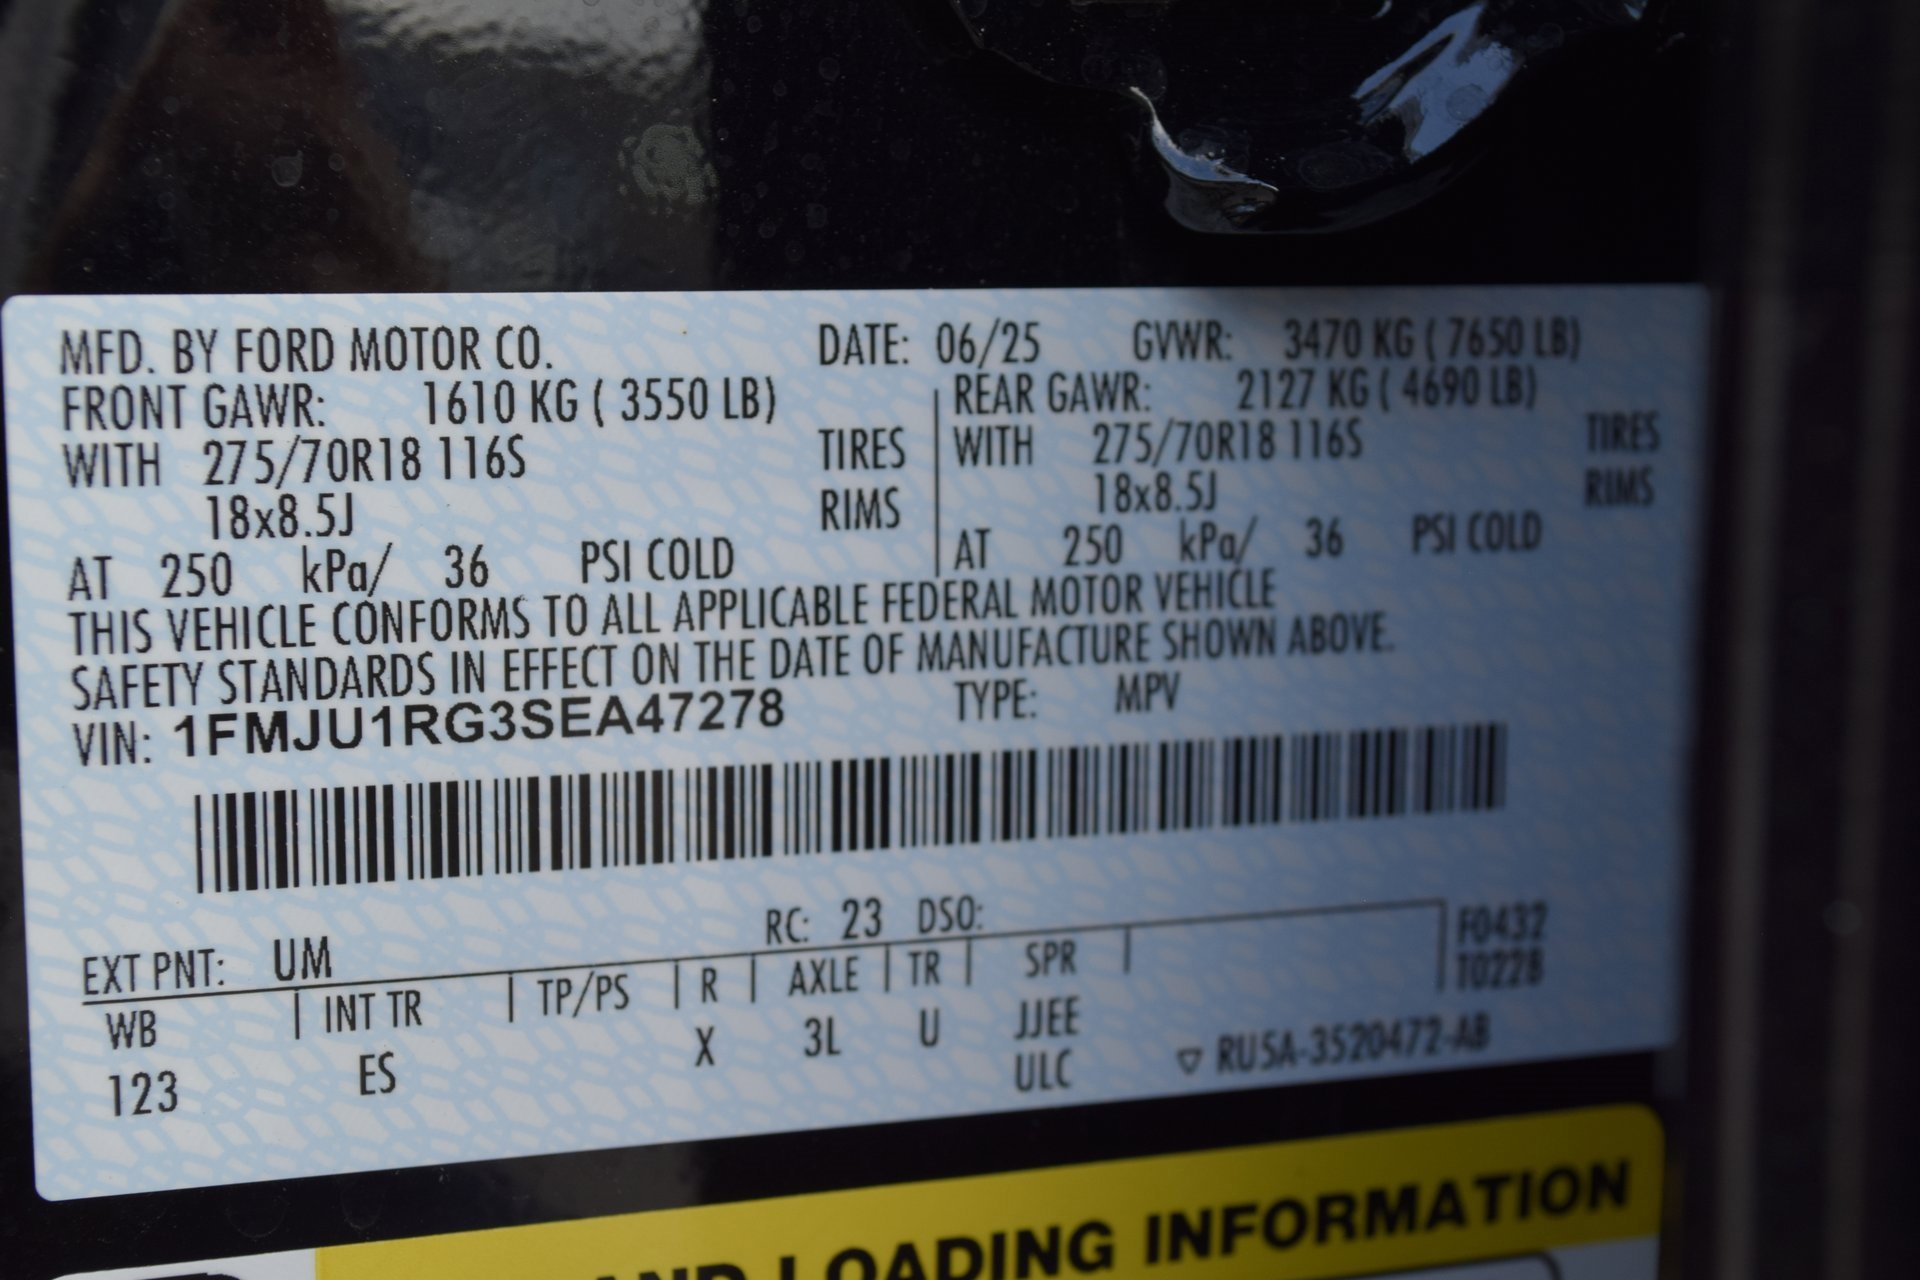 MFD. BY FORD MOTOR CO. DATE: 06/25 GVWR: 3470 KG ( 7650 LB)
FRONT GAWR: 1610 KG ( 3550 LB) REAR GAWR: 2127 KG ( 4690 LB)
WITH 275/70R18 116S TIRES WITH 275/70R18 116S TIRES
18x8.5J RIMS 18x8.5J RIMS
AT 250 kPa/ 36 PSI COLD AT 250 kPa/ 36 PSI COLD
THIS VEHICLE CONFORMS TO ALL APPLICABLE FEDERAL MOTOR VEHICLE
SAFETY STANDARDS IN EFFECT ON THE DATE OF MANUFACTURE SHOWN ABOVE.
VIN: 1FMJU1RG3SEA47278 TYPE: MPV
EXT PNT: UM RC: 23 DSO: F0432
WB INT TR TP/PS R AXLE TR SPR T0228
123 ES X 3L U JJEE
ULC ▽ RU5A-3520472-AB
AND LOADING INFORMATION